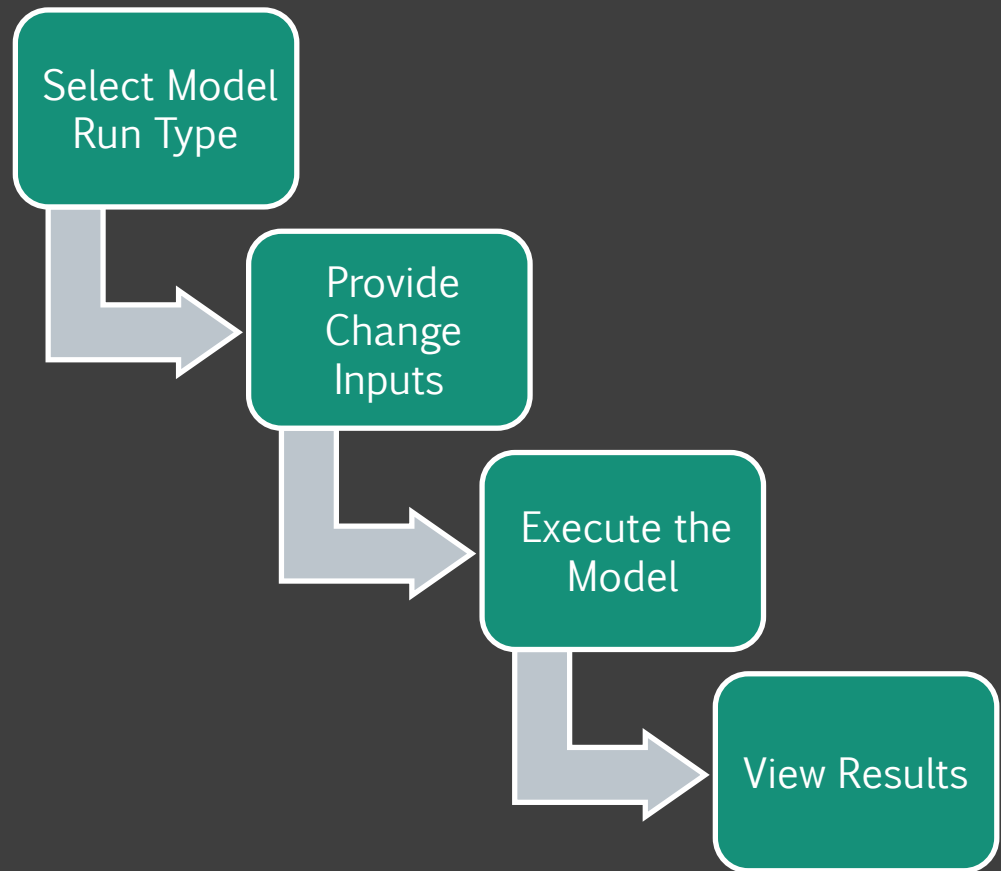 Select Model
Run Type
Provide
Change
Inputs
Execute the
Model
View Results